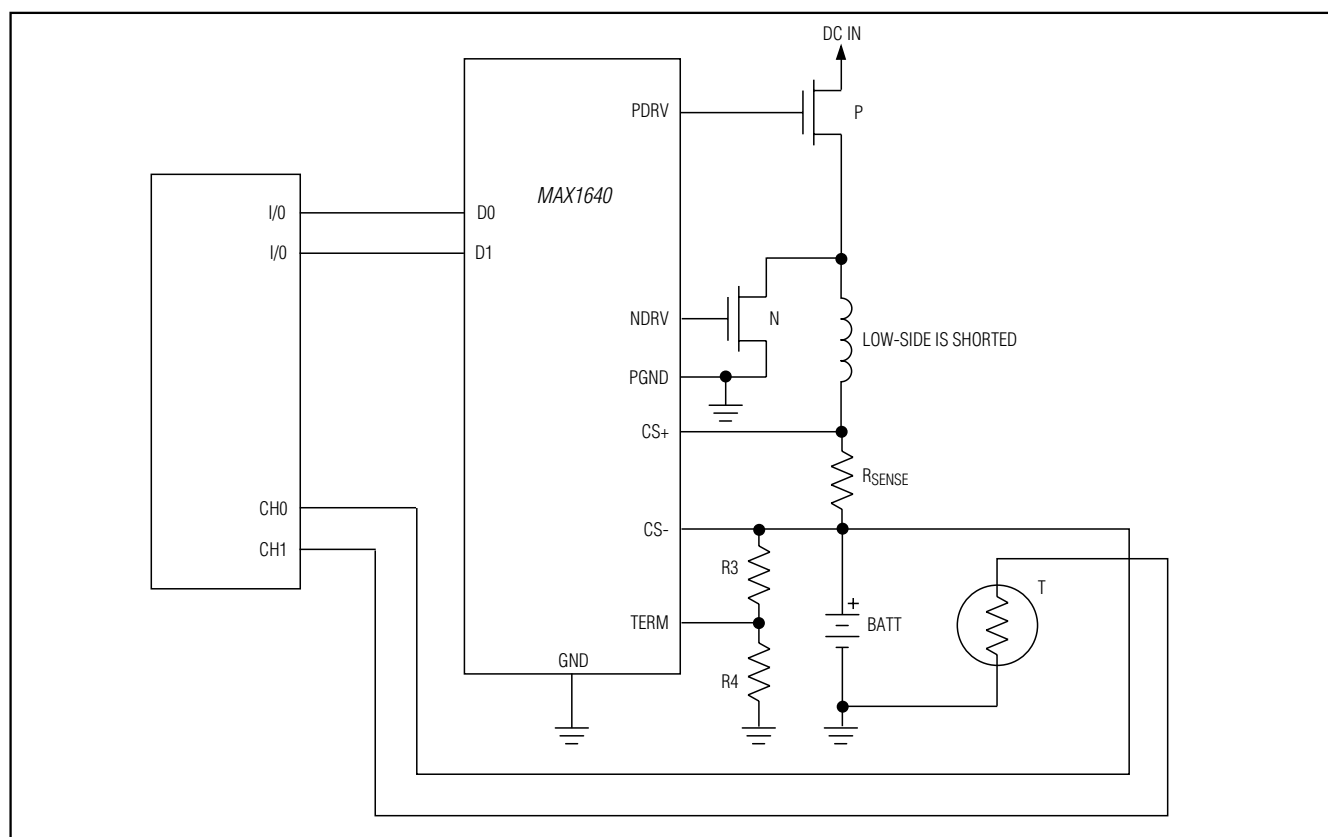 DC IN
PDRV
P
MAX1640
I/0
D0
I/0
D1
NDRV
N
LOW-SIDE IS SHORTED
PGND
CS+
RSENSE
CH0
CS-
CH1
R3
T
+
TERM
BATT
GND
R4